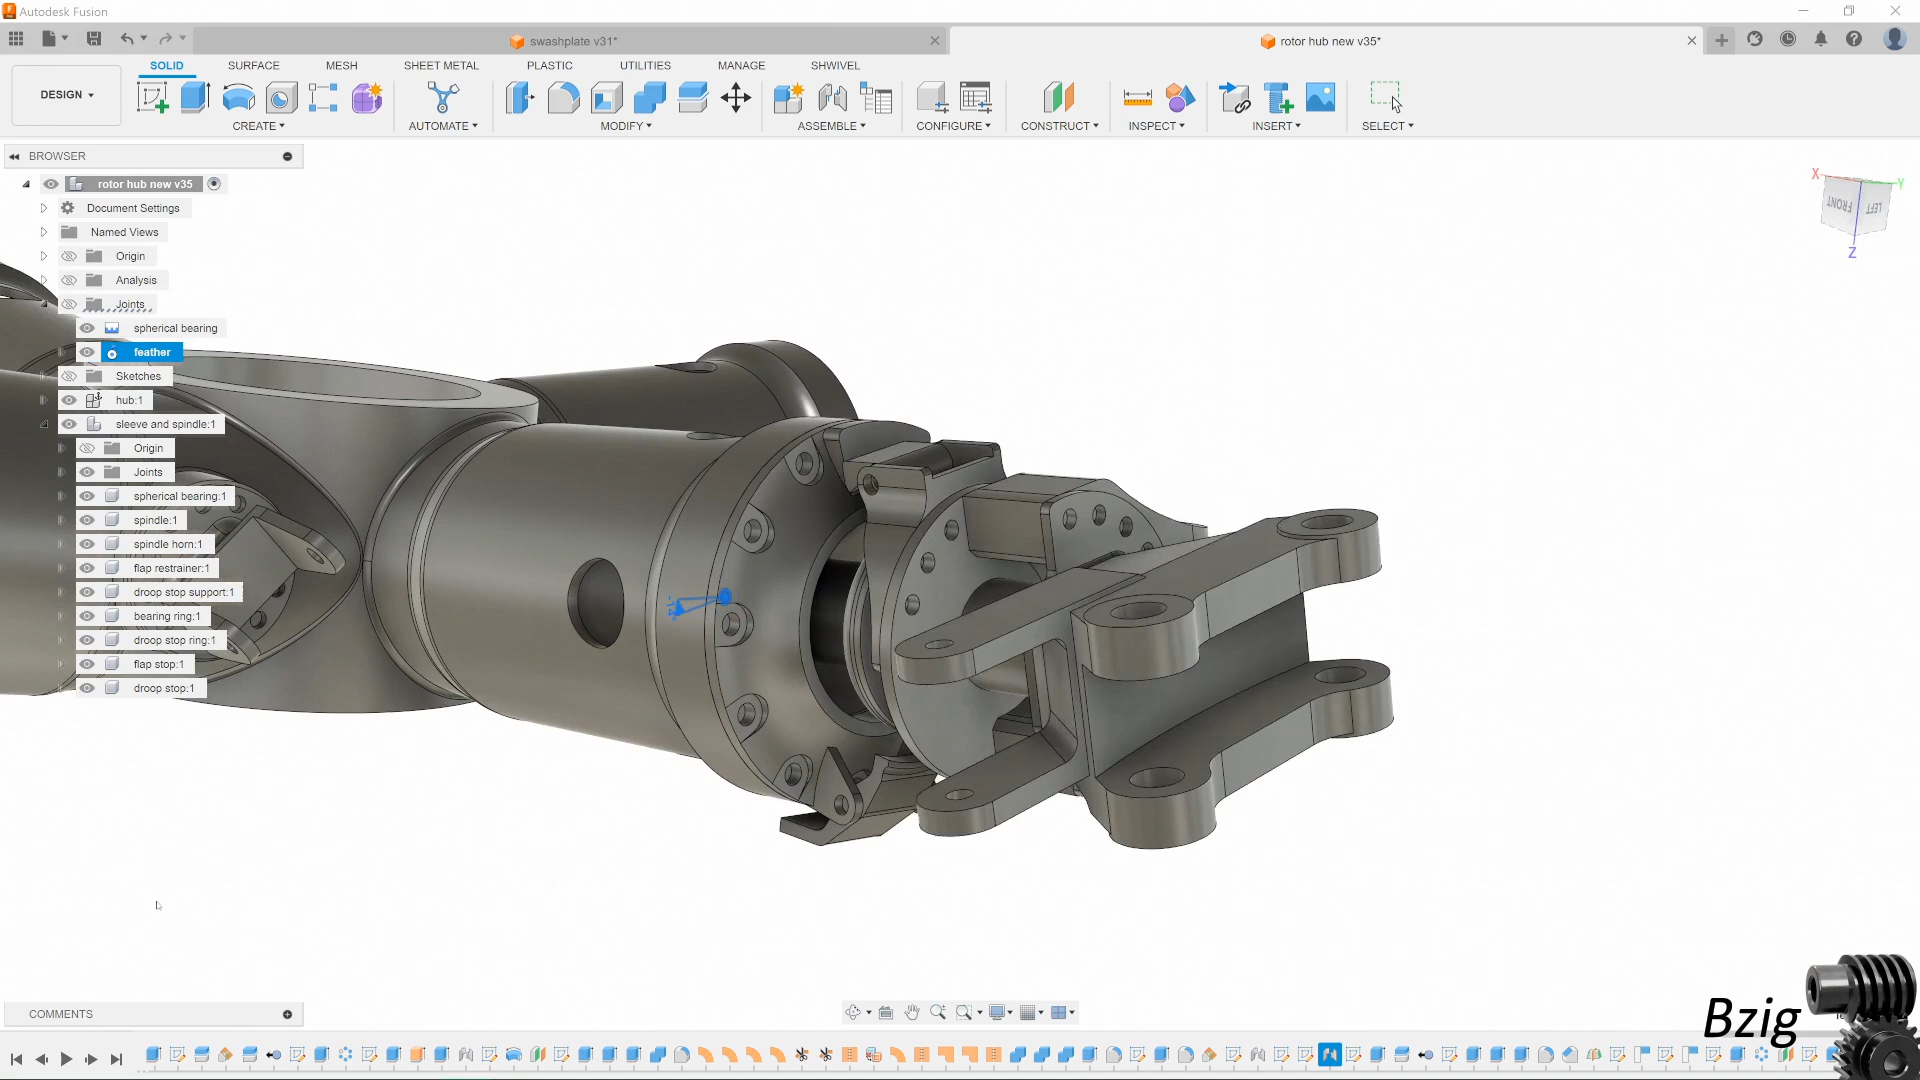 Autodesk Fusion
swashplate v31*
rotor hub new v35*
DESIGN
SOLID
SURFACE
MESH
SHEET METAL
PLASTIC
UTILITIES
MANAGE
SHWIVEL
CREATE
AUTOMATE
MODIFY
ASSEMBLE
CONFIGURE
CONSTRUCT
INSPECT
INSERT
SELECT
BROWSER
rotor hub new v35
Document Settings
Named Views
Origin
Analysis
Joints
spherical bearing
feather
Sketches
hub:1
sleeve and spindle:1
Origin
Joints
spherical bearing:1
spindle:1
spindle horn:1
flap restrainer:1
droop stop support:1
bearing ring:1
droop stop ring:1
flap stop:1
droop stop:1
X
Y
FRONT
LEFT
Z
COMMENTS
Bzig